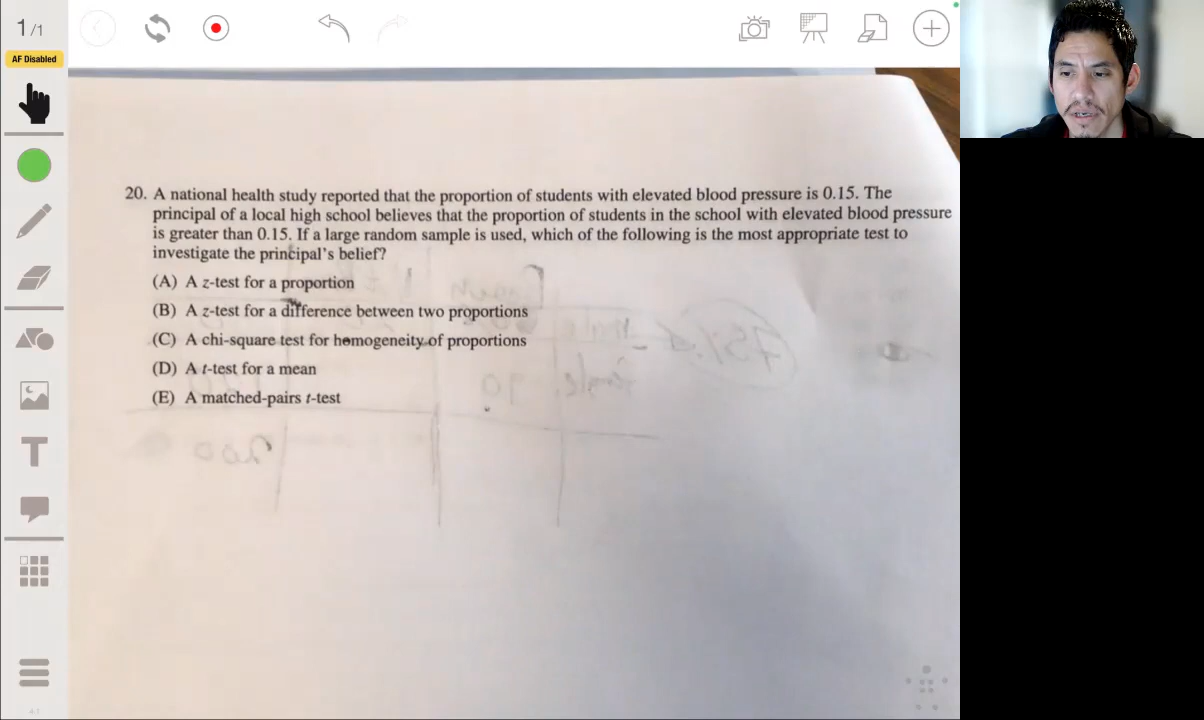 1/1
AF Disabled
20. A national health study reported that the proportion of students with elevated blood pressure is 0.15. The
principal of a local high school believes that the proportion of students in the school with elevated blood pressure
is greater than 0.15. If a large random sample is used, which of the following is the most appropriate test to
investigate the principal's belief?
(A) A z-test for a proportion
(B) A z-test for a difference between two proportions
(C) A chi-square test for homogeneity of proportions
(D) A t-test for a mean
(E) A matched-pairs t-test
T